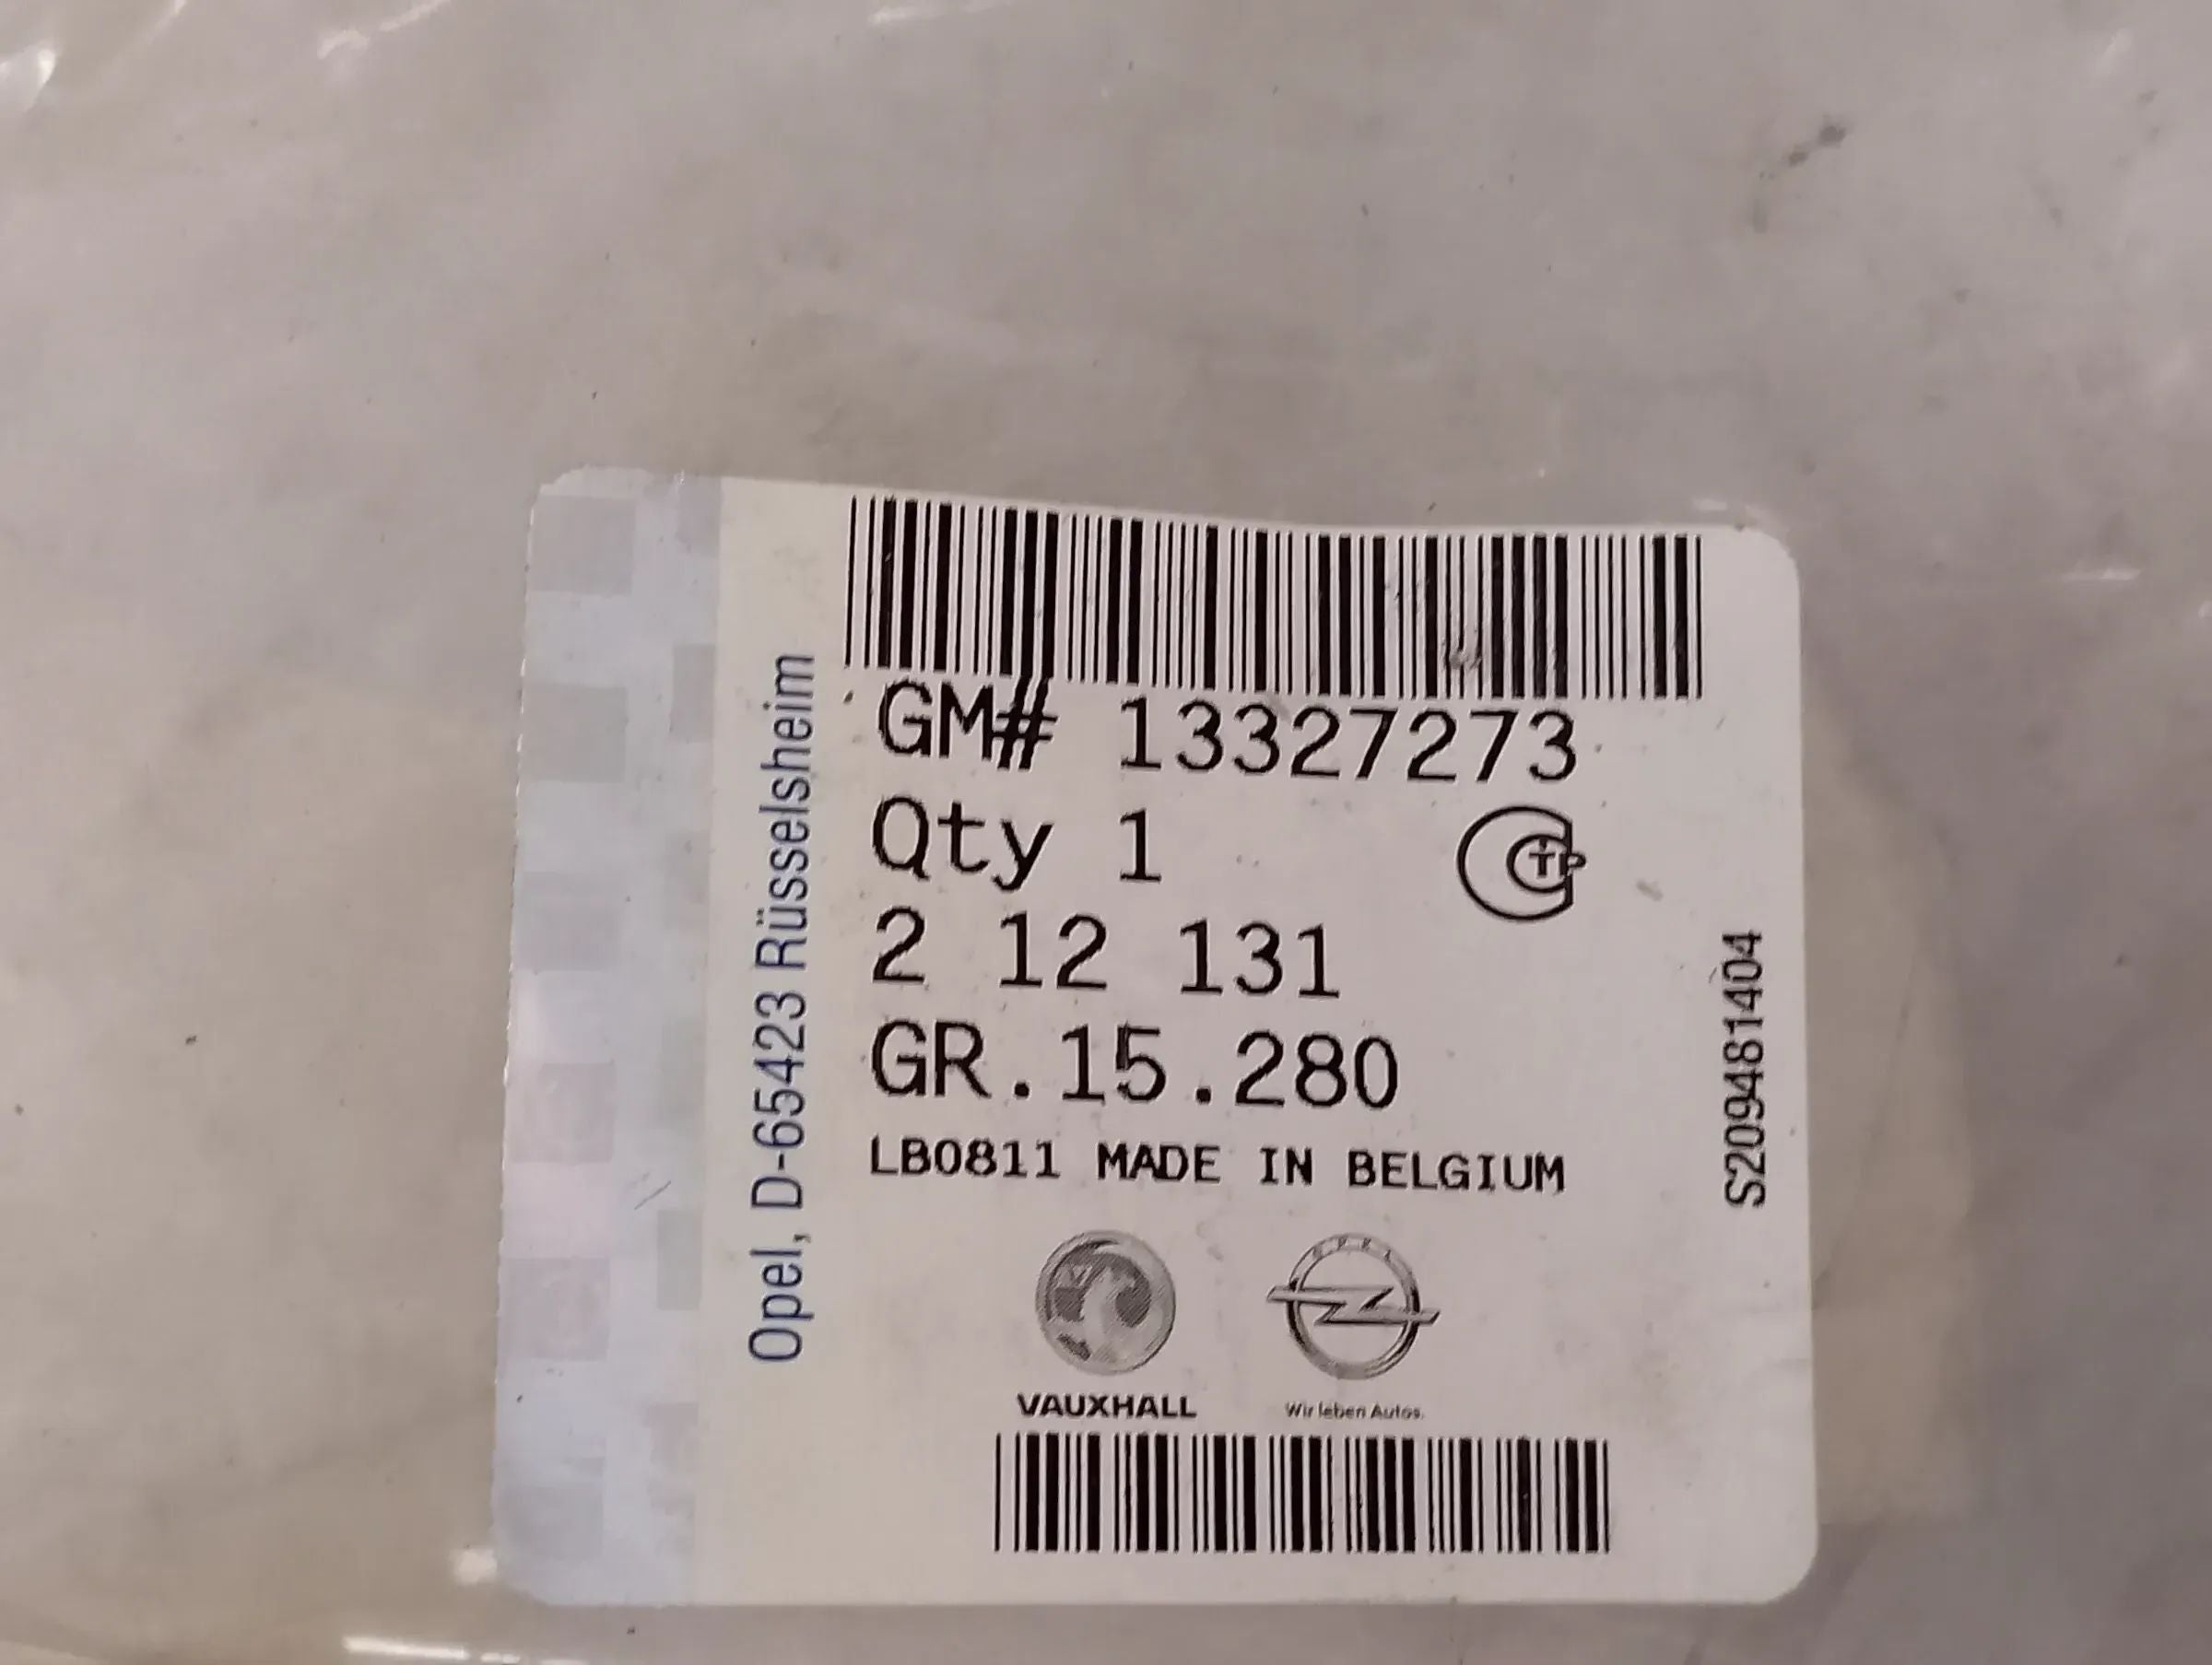 GM# 13327273
Qty 1
2 12 131
GR.15.280
LB0811 MADE IN BELGIUM
VAUXHALL
OPEL
Wir leben Autos.
Opel, D-65423 Rüsselsheim
S209481404